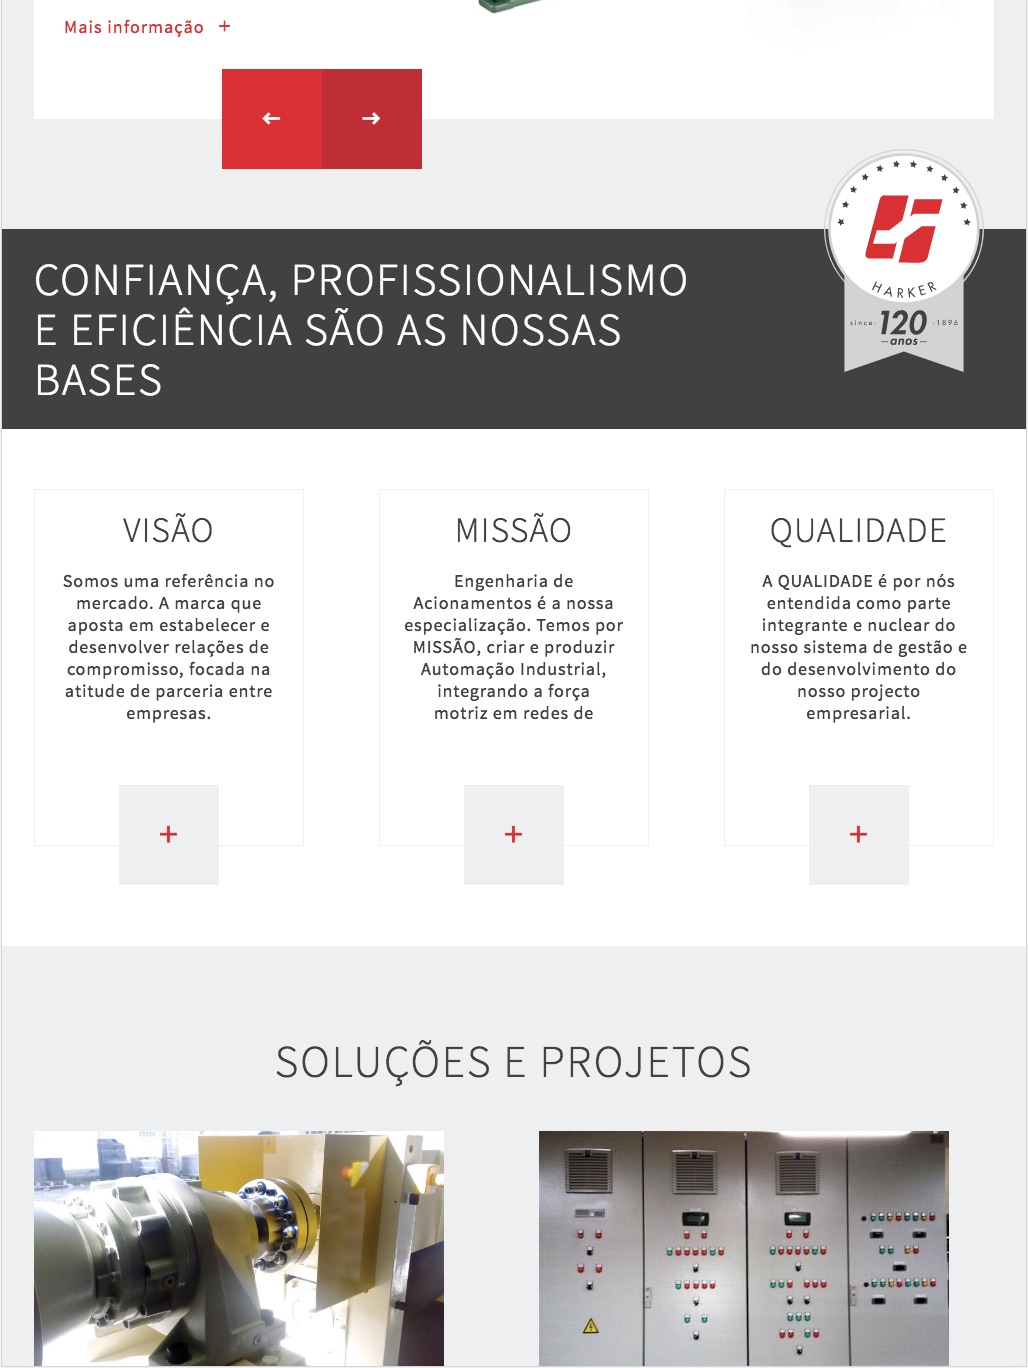 Mais informação +
HARKER
since· 120 ·1896
anos
CONFIANÇA, PROFISSIONALISMO
E EFICIÊNCIA SÃO AS NOSSAS
BASES
VISÃO
Somos uma referência no
mercado. A marca que
aposta em estabelecer e
desenvolver relações de
compromisso, focada na
atitude de parceria entre
empresas.
+
MISSÃO
Engenharia de
Acionamentos é a nossa
especialização. Temos por
MISSÃO, criar e produzir
Automação Industrial,
integrando a força
motriz em redes de
+
QUALIDADE
A QUALIDADE é por nós
entendida como parte
integrante e nuclear do
nosso sistema de gestão e
do desenvolvimento do
nosso projecto
empresarial.
+
SOLUÇÕES E PROJETOS